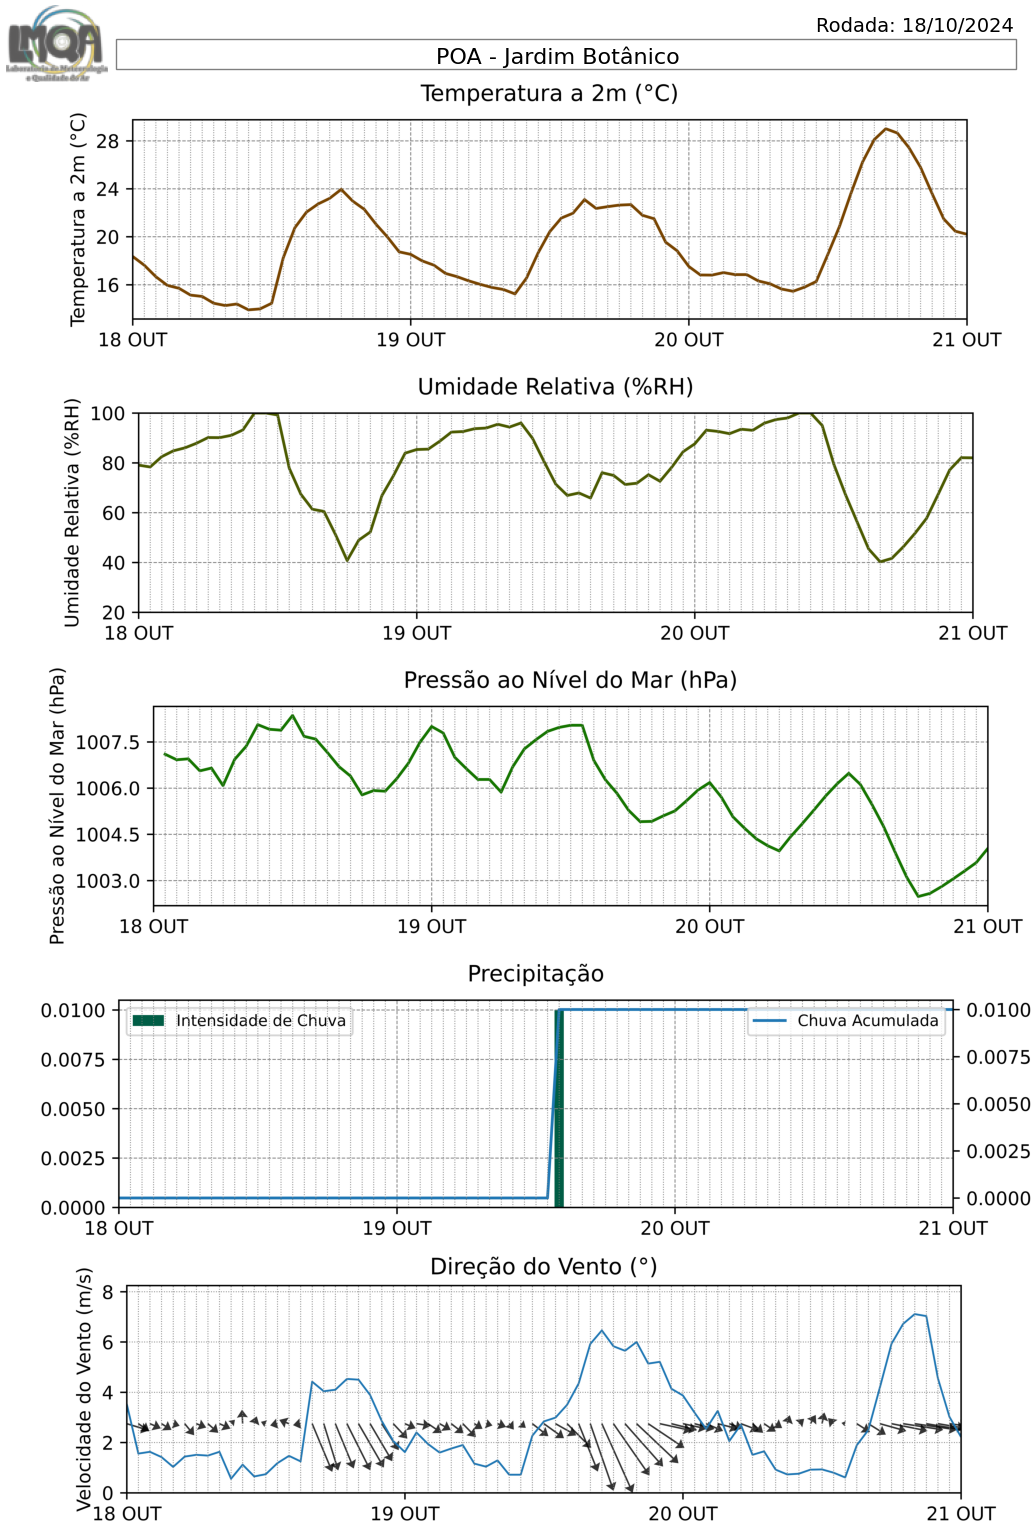 LMQA
Laboratório de Meteorologia
e Qualidade do Ar
Rodada: 18/10/2024
POA - Jardim Botânico
Temperatura a 2m (°C)
Temperatura a 2m (°C)
28
24
20
16
18 OUT 19 OUT 20 OUT 21 OUT
Umidade Relativa (%RH)
Umidade Relativa (%RH)
100
80
60
40
20
18 OUT 19 OUT 20 OUT 21 OUT
Pressão ao Nível do Mar (hPa)
Pressão ao Nível do Mar (hPa)
1007.5
1006.0
1004.5
1003.0
18 OUT 19 OUT 20 OUT 21 OUT
Precipitação
0.0100 Intensidade de Chuva Chuva Acumulada 0.0100
0.0075 0.0075
0.0050 0.0050
0.0025 0.0025
0.0000 0.0000
18 OUT 19 OUT 20 OUT 21 OUT
Direção do Vento (°)
Velocidade do Vento (m/s)
8
6
4
2
0
18 OUT 19 OUT 20 OUT 21 OUT